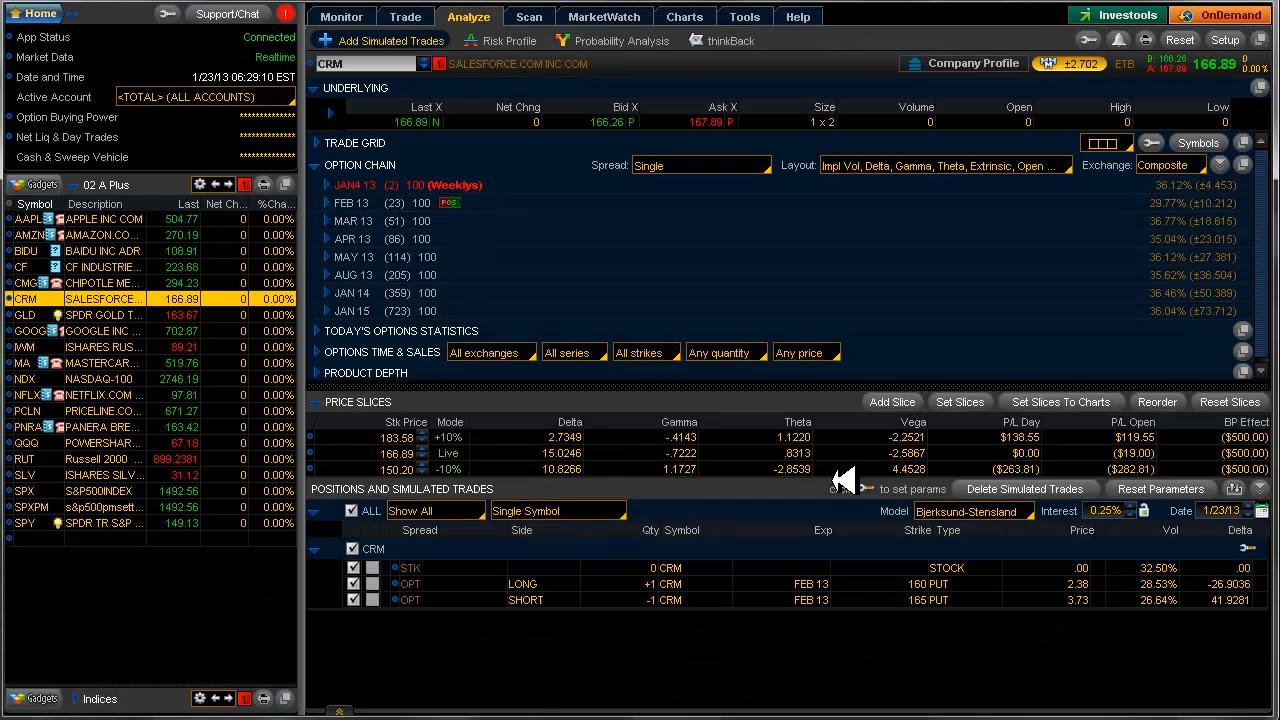 Home Support/Chat !
App Status Connected
Market Data Realtime
Date and Time 1/23/13 06:29:10 EST
Active Account <TOTAL> (ALL ACCOUNTS)
Option Buying Power **************
Net Liq & Day Trades **************
Cash & Sweep Vehicle **************
Gadgets 02 A Plus 1
Symbol Description Last Net Ch... %Cha...
AAPL APPLE INC COM 504.77 0 0.00%
AMZN AMAZON.CO... 270.19 0 0.00%
BIDU BAIDU INC ADR 108.91 0 0.00%
CF CF INDUSTRIE... 223.68 0 0.00%
CMG CHIPOTLE ME... 294.23 0 0.00%
CRM SALESFORCE... 166.89 0 0.00%
GLD SPDR GOLD T... 163.67 0 0.00%
GOOG GOOGLE INC ... 702.87 0 0.00%
IWM ISHARES RUS... 89.21 0 0.00%
MA MASTERCAR... 519.76 0 0.00%
NDX NASDAQ-100 2746.19 0 0.00%
NFLX NETFLIX.COM ... 97.81 0 0.00%
PCLN PRICELINE.CO... 671.27 0 0.00%
PNRA PANERA BRE... 163.42 0 0.00%
QQQ POWERSHAR... 67.18 0 0.00%
RUT Russell 2000 ... 899.2381 0 0.00%
SLV ISHARES SILV... 31.12 0 0.00%
SPX S&P500INDEX 1492.56 0 0.00%
SPXPM s&p500pmsett... 1492.56 0 0.00%
SPY SPDR TR S&P ... 149.13 0 0.00%
Gadgets Indices 1
Monitor Trade Analyze Scan MarketWatch Charts Tools Help Investools OnDemand
Add Simulated Trades Risk Profile Probability Analysis thinkBack Reset Setup
CRM 1 SALESFORCE.COM INC COM Company Profile ±2.702 ETB B: 166.26 A: 167.89 166.89 0 0.00%
UNDERLYING
Last X Net Chng Bid X Ask X Size Volume Open High Low
166.89 N 0 166.26 P 167.89 P 1 x 2 0 0 0 0
TRADE GRID Symbols
OPTION CHAIN Spread: Single Layout: Impl Vol, Delta, Gamma, Theta, Extrinsic, Open ... Exchange: Composite
JAN4 13 (2) 100 (Weeklys) 36.12% (±4.453)
FEB 13 (23) 100 POS 29.77% (±10.212)
MAR 13 (51) 100 36.77% (±18.615)
APR 13 (86) 100 35.04% (±23.015)
MAY 13 (114) 100 36.12% (±27.381)
AUG 13 (205) 100 35.62% (±36.504)
JAN 14 (359) 100 36.46% (±50.389)
JAN 15 (723) 100 36.04% (±73.712)
TODAY'S OPTIONS STATISTICS
OPTIONS TIME & SALES All exchanges All series All strikes Any quantity Any price
PRODUCT DEPTH
PRICE SLICES Add Slice Set Slices Set Slices To Charts Reorder Reset Slices
Stk Price Mode Delta Gamma Theta Vega P/L Day P/L Open BP Effect
183.58 +10% 2.7349 -.4143 1.1220 -2.2521 $138.55 $119.55 ($500.00)
166.89 Live 15.0246 -.7222 .8313 -2.5867 $0.00 ($19.00) ($500.00)
150.20 -10% 10.8266 1.1727 -2.8539 4.4528 ($263.81) ($282.81) ($500.00)
POSITIONS AND SIMULATED TRADES to set params Delete Simulated Trades Reset Parameters
ALL Show All Single Symbol Model Bjerksund-Stensland Interest 0.25% Date 1/23/13
Spread Side Qty Symbol Exp Strike Type Price Vol Delta
CRM
STK 0 CRM STOCK .00 32.50% .00
OPT LONG +1 CRM FEB 13 160 PUT 2.38 28.53% -26.9036
OPT SHORT -1 CRM FEB 13 165 PUT 3.73 26.64% 41.9281